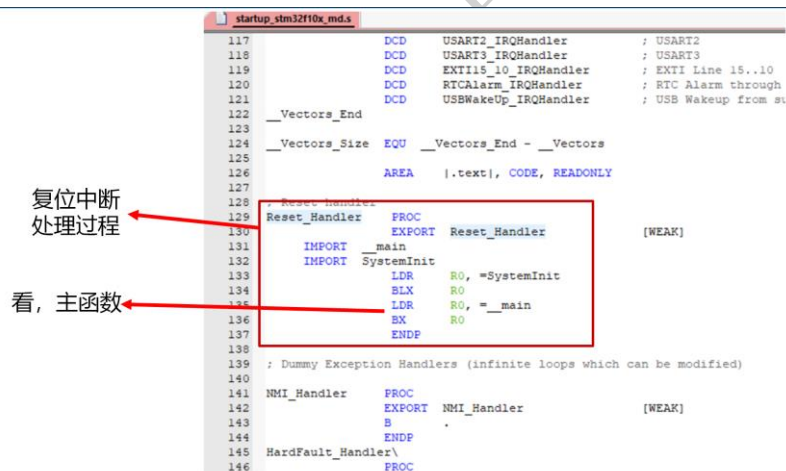 startup_stm32f10x_md.s
117 DCD USART2_IRQHandler ; USART2
118 DCD USART3_IRQHandler ; USART3
119 DCD EXTI15_10_IRQHandler ; EXTI Line 15..10
120 DCD RTCAlarm_IRQHandler ; RTC Alarm through
121 DCD USBWakeUp_IRQHandler ; USB Wakeup from su
122 __Vectors_End
123
124 __Vectors_Size EQU __Vectors_End - __Vectors
125
126 AREA |.text|, CODE, READONLY
127
128 ; Reset handler
129 Reset_Handler PROC
130 EXPORT Reset_Handler [WEAK]
131 IMPORT __main
132 IMPORT SystemInit
133 LDR R0, =SystemInit
134 BLX R0
135 LDR R0, =__main
136 BX R0
137 ENDP
138
139 ; Dummy Exception Handlers (infinite loops which can be modified)
140
141 NMI_Handler PROC
142 EXPORT NMI_Handler [WEAK]
143 B .
144 ENDP
145 HardFault_Handler\
146 PROC
复位中断
处理过程
看，主函数